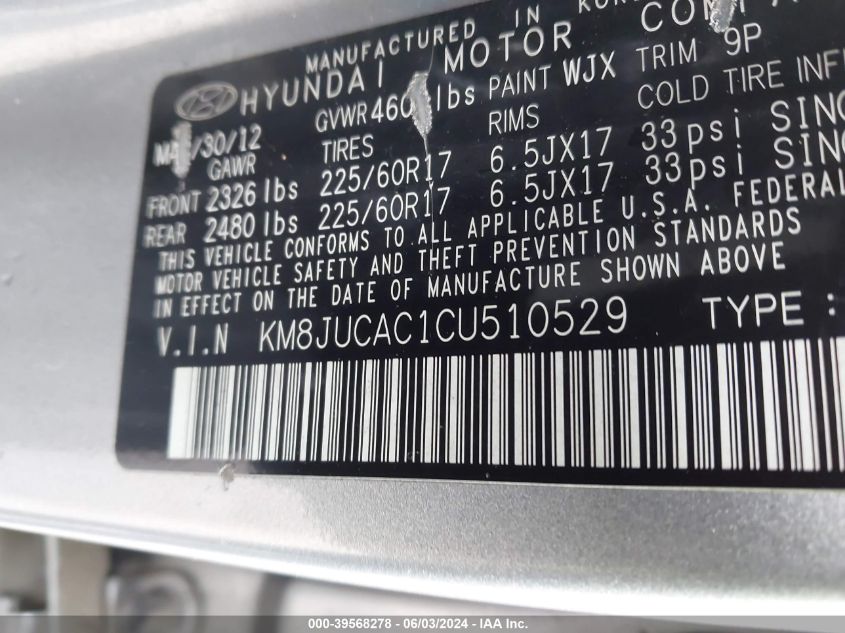 MANUFACTURED IN
HYUNDAI MOTOR
GVWR 460 lbs PAINT WJX TRIM 9P
/30/12
GAWR TIRES RIMS COLD TIRE
FRONT 2326 lbs 225/60R17 6.5JX17 33psi
REAR 2480 lbs 225/60R17 6.5JX17 33psi
THIS VEHICLE CONFORMS TO ALL APPLICABLE U.S.A. FEDERAL
MOTOR VEHICLE SAFETY AND THEFT PREVENTION STANDARDS
IN EFFECT ON THE DATE OF MANUFACTURE SHOWN ABOVE
V.I.N KM8JUCAC1CU510529 TYPE :
000-39568278 - 06/03/2024 - IAA Inc.